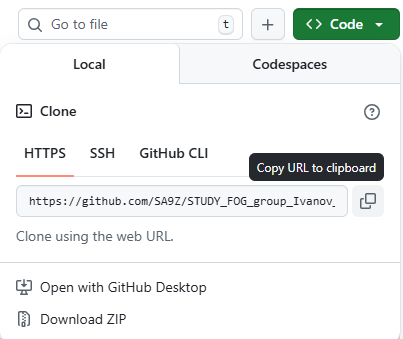 Go to file t + <> Code
Local Codespaces
Clone ?
HTTPS SSH GitHub CLI
Copy URL to clipboard
https://github.com/SA9Z/STUDY_FOG_group_Ivanov_
Clone using the web URL.
Open with GitHub Desktop
Download ZIP